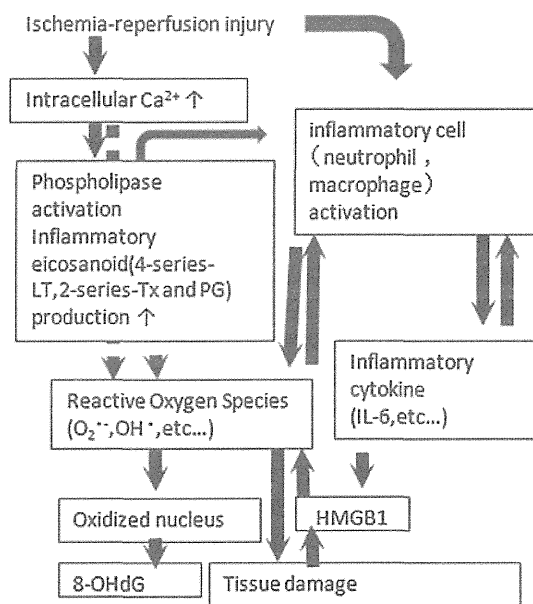 Ischemia-reperfusion injury
Intracellular Ca²⁺ ↑
inflammatory cell
（neutrophil ,
macrophage）
activation
Phospholipase
activation
Inflammatory
eicosanoid(4-series-
LT,2-series-Tx and PG)
production ↑
Inflammatory
cytokine
(IL-6,etc...)
Reactive Oxygen Species
(O₂˙⁻,OH˙,etc...)
Oxidized nucleus
HMGB1
8-OHdG
Tissue damage